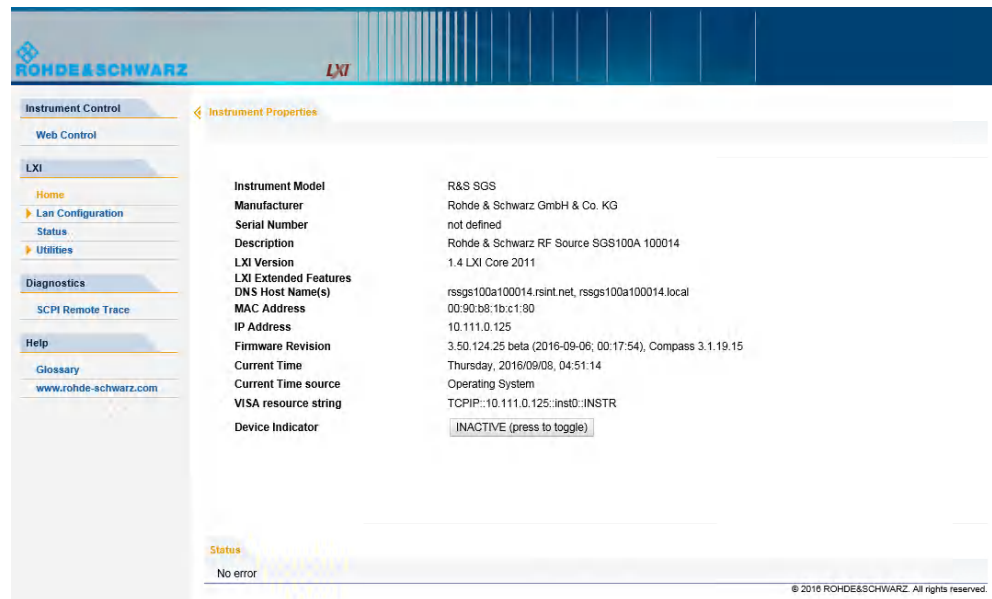 ROHDE&SCHWARZ
LXI
Instrument Control
Web Control
LXI
Home
Lan Configuration
Status
Utilities
Diagnostics
SCPI Remote Trace
Help
Glossary
www.rohde-schwarz.com
Instrument Properties
Instrument Model R&S SGS
Manufacturer Rohde & Schwarz GmbH & Co. KG
Serial Number not defined
Description Rohde & Schwarz RF Source SGS100A 100014
LXI Version 1.4 LXI Core 2011
LXI Extended Features
DNS Host Name(s) rssgs100a100014.rsint.net, rssgs100a100014.local
MAC Address 00:90:b8:1b:c1:80
IP Address 10.111.0.125
Firmware Revision 3.50.124.25 beta (2016-09-06; 00:17:54), Compass 3.1.19.15
Current Time Thursday, 2016/09/08, 04:51:14
Current Time source Operating System
VISA resource string TCPIP::10.111.0.125::inst0::INSTR
Device Indicator INACTIVE (press to toggle)
Status
No error
© 2016 ROHDE&SCHWARZ. All rights reserved.